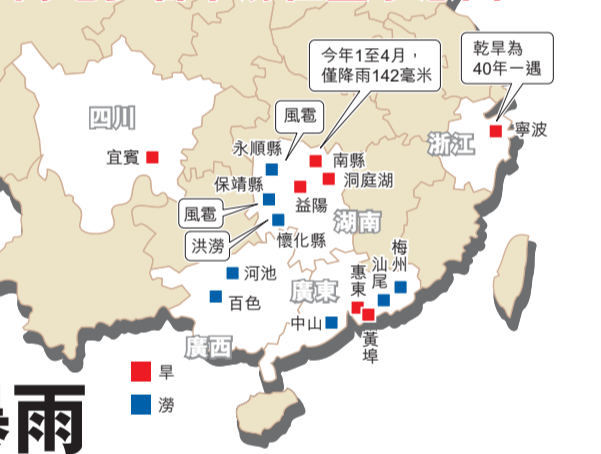 今年1至4月，
僅降雨142毫米
乾旱為
40年一遇
風雹
四川
宜賓
永順縣
南縣
洞庭湖
保靖縣
益陽
風雹
洪澇
懷化縣
湖南
浙江
寧波
河池
百色
廣西
廣東
中山
惠東
汕尾
梅州
黃埠
旱
澇
暴雨